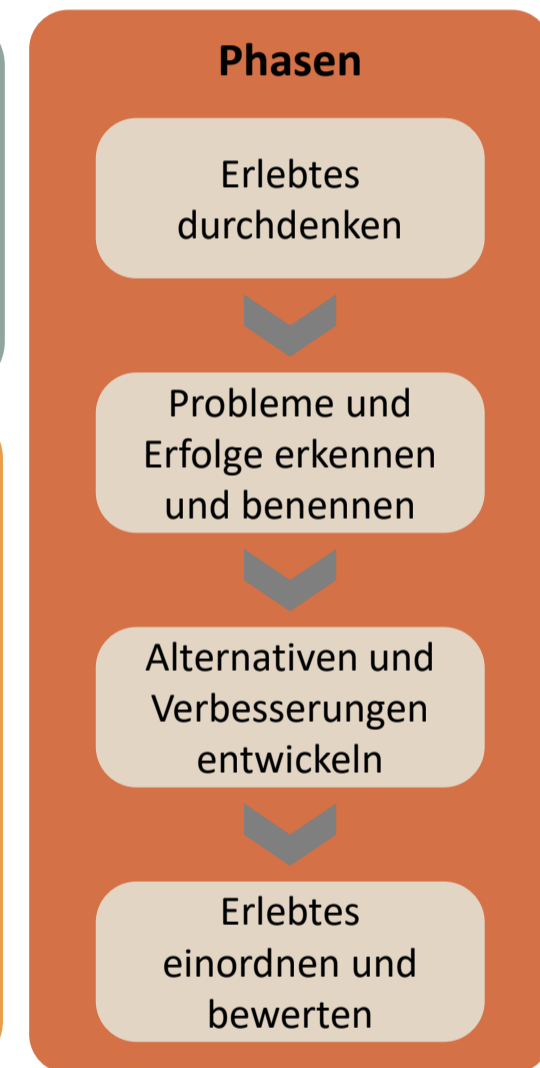 Phasen
Erlebtes
durchdenken
Probleme und
Erfolge erkennen
und benennen
Alternativen und
Verbesserungen
entwickeln
Erlebtes
einordnen und
bewerten